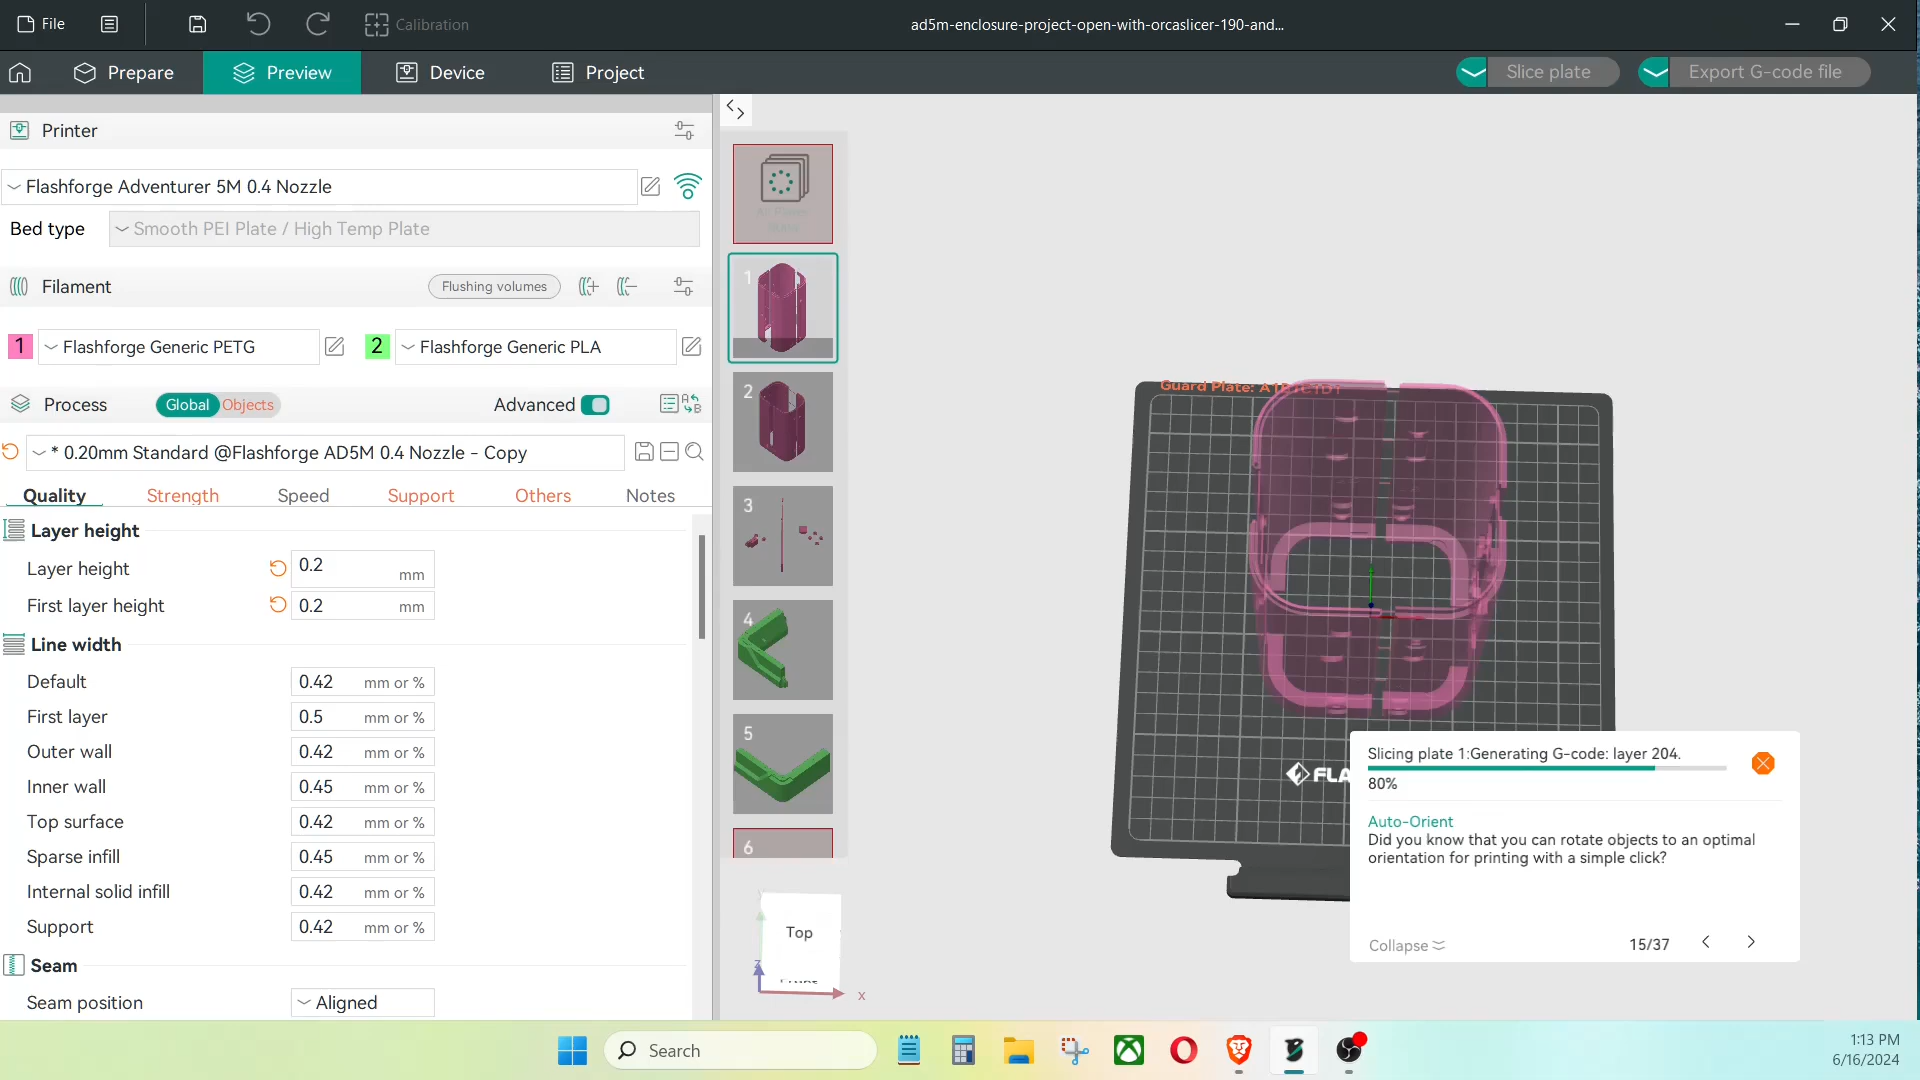 File
Calibration
ad5m-enclosure-project-open-with-orcaslicer-190-and...
Prepare
Preview
Device
Project
Slice plate
Export G-code file
Printer
Flashforge Adventurer 5M 0.4 Nozzle
Bed type
Smooth PEI Plate / High Temp Plate
Filament
Flushing volumes
1
Flashforge Generic PETG
2
Flashforge Generic PLA
Process
Global
Objects
Advanced
* 0.20mm Standard @Flashforge AD5M 0.4 Nozzle - Copy
Quality
Strength
Speed
Support
Others
Notes
Layer height
Layer height
0.2
mm
First layer height
0.2
mm
Line width
Default
0.42
mm or %
First layer
0.5
mm or %
Outer wall
0.42
mm or %
Inner wall
0.45
mm or %
Top surface
0.42
mm or %
Sparse infill
0.45
mm or %
Internal solid infill
0.42
mm or %
Support
0.42
mm or %
Seam
Seam position
Aligned
1
2
3
4
5
6
Top
z
x
Guard Plate:
FLA
Slicing plate 1:Generating G-code: layer 204.
80%
Auto-Orient
Did you know that you can rotate objects to an optimal
orientation for printing with a simple click?
Collapse
15/37
Search
1:13 PM
6/16/2024